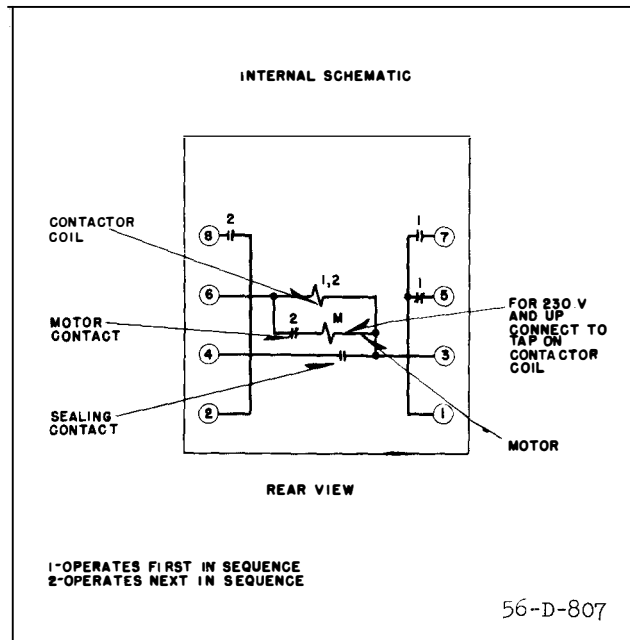 INTERNAL SCHEMATIC
8
2
1
7
CONTACTOR
COIL
6
1,2
1
5
FOR 230 V
AND UP
CONNECT TO
TAP ON
CONTACTOR
COIL
MOTOR
CONTACT
2
M
4
3
SEALING
CONTACT
2
1
MOTOR
REAR VIEW
1-OPERATES FIRST IN SEQUENCE
2-OPERATES NEXT IN SEQUENCE
56-D-807